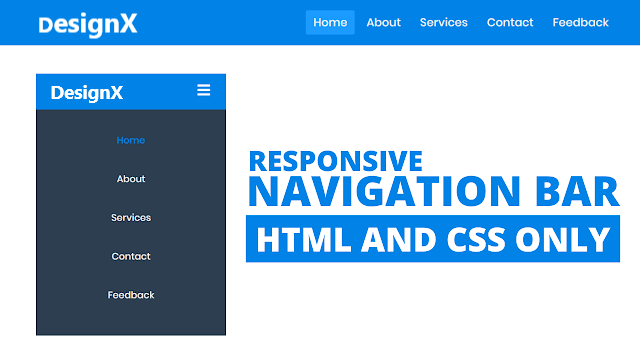 DesignX
Home About Services Contact Feedback
DesignX
Home
About
Services
Contact
Feedback
RESPONSIVE
NAVIGATION BAR
HTML AND CSS ONLY